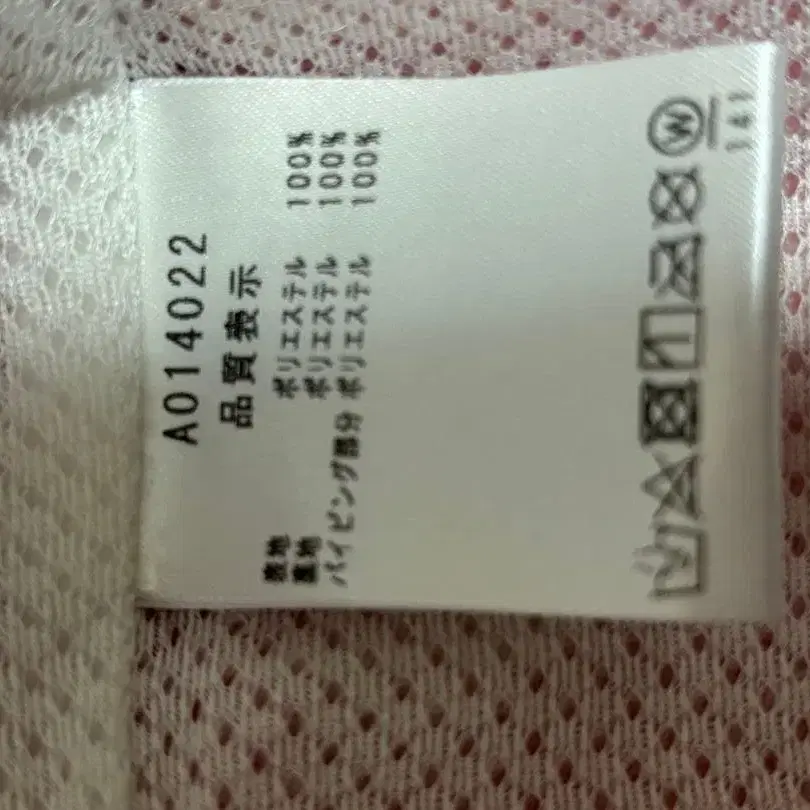 A014022
品質表示
表地 ポリエステル 100%
裏地 ポリエステル 100%
パイピング部分 ポリエステル 100%
W
141